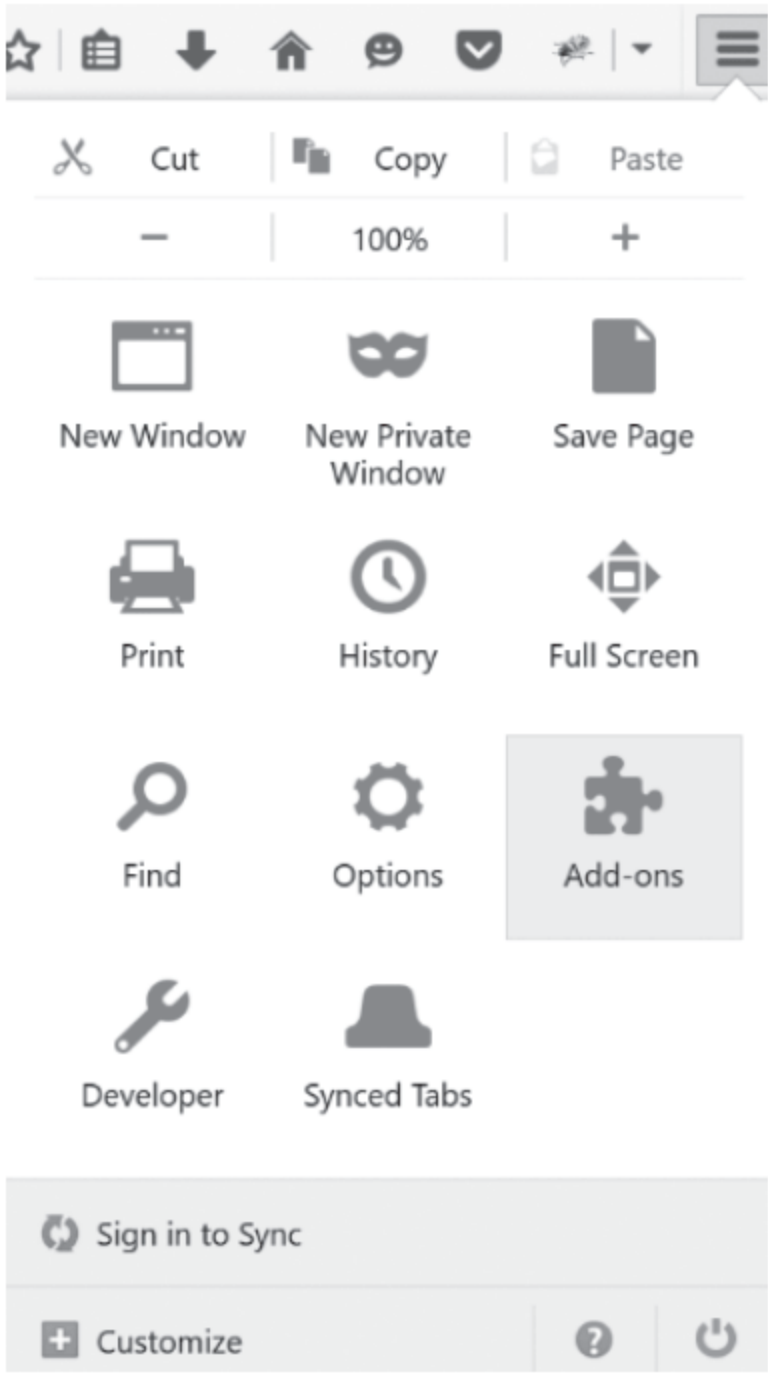 Cut
Copy
Paste
100%
New Window
New Private
Window
Save Page
Print
History
Full Screen
Find
Options
Add-ons
Developer
Synced Tabs
Sign in to Sync
Customize